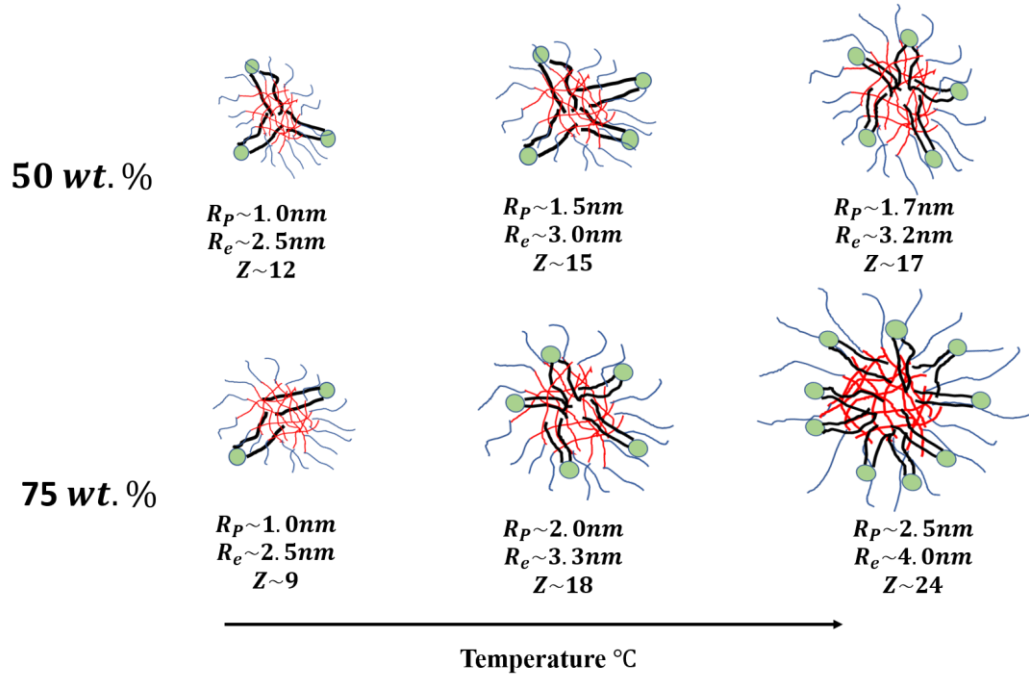 50 wt. %
R_P~1.0nm
R_e~2.5nm
Z~12
R_P~1.5nm
R_e~3.0nm
Z~15
R_P~1.7nm
R_e~3.2nm
Z~17
75 wt. %
R_P~1.0nm
R_e~2.5nm
Z~9
R_P~2.0nm
R_e~3.3nm
Z~18
R_P~2.5nm
R_e~4.0nm
Z~24
Temperature °C